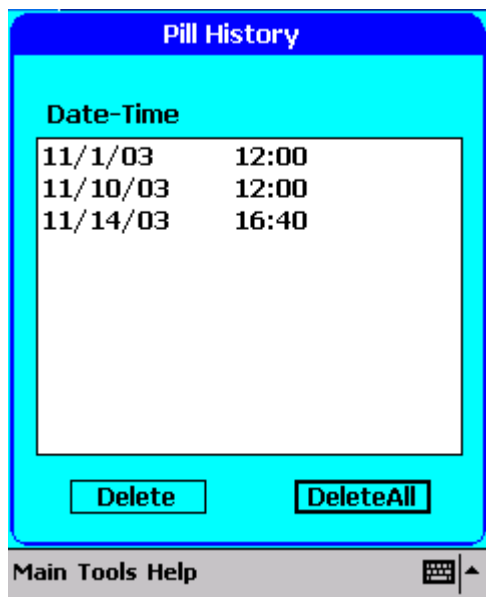 Pill History
Date-Time
11/1/03 12:00
11/10/03 12:00
11/14/03 16:40
Delete DeleteAll
Main Tools Help